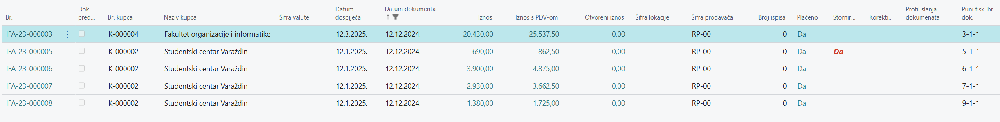 Br. Dok... pred... Br. kupca Naziv kupca Šifra valute Datum dospijeća Datum dokumenta ↑ Iznos Iznos s PDV-om Otvoreni iznos Šifra lokacije Šifra prodavača Broj ispisa Plaćeno Stornir... Korekti... Profil slanja dokumenata Puni fisk. br. dok.
IFA-23-000003 K-000004 Fakultet organizacije i informatike 12.3.2025. 12.12.2024. 20.430,00 25.537,50 0,00 RP-00 0 Da 3-1-1
IFA-23-000005 K-000002 Studentski centar Varaždin 12.1.2025. 12.12.2024. 690,00 862,50 0,00 RP-00 0 Da Da 5-1-1
IFA-23-000006 K-000002 Studentski centar Varaždin 12.1.2025. 12.12.2024. 3.900,00 4.875,00 0,00 RP-00 0 Da 6-1-1
IFA-23-000007 K-000002 Studentski centar Varaždin 12.1.2025. 12.12.2024. 2.930,00 3.662,50 0,00 RP-00 0 Da 7-1-1
IFA-23-000008 K-000002 Studentski centar Varaždin 12.1.2025. 12.12.2024. 1.380,00 1.725,00 0,00 RP-00 0 Da 9-1-1